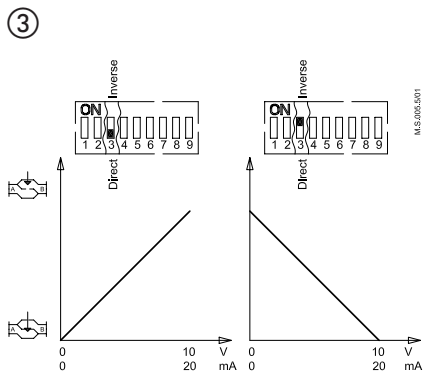 ③
Inverse
Inverse
M.S.005.5/01
ON
1 2 3 4 5 6 7 8 9
ON
1 2 3 4 5 6 7 8 9
Direct
Direct
A B
A B
0 10 V
0 20 mA
0 10 V
0 20 mA